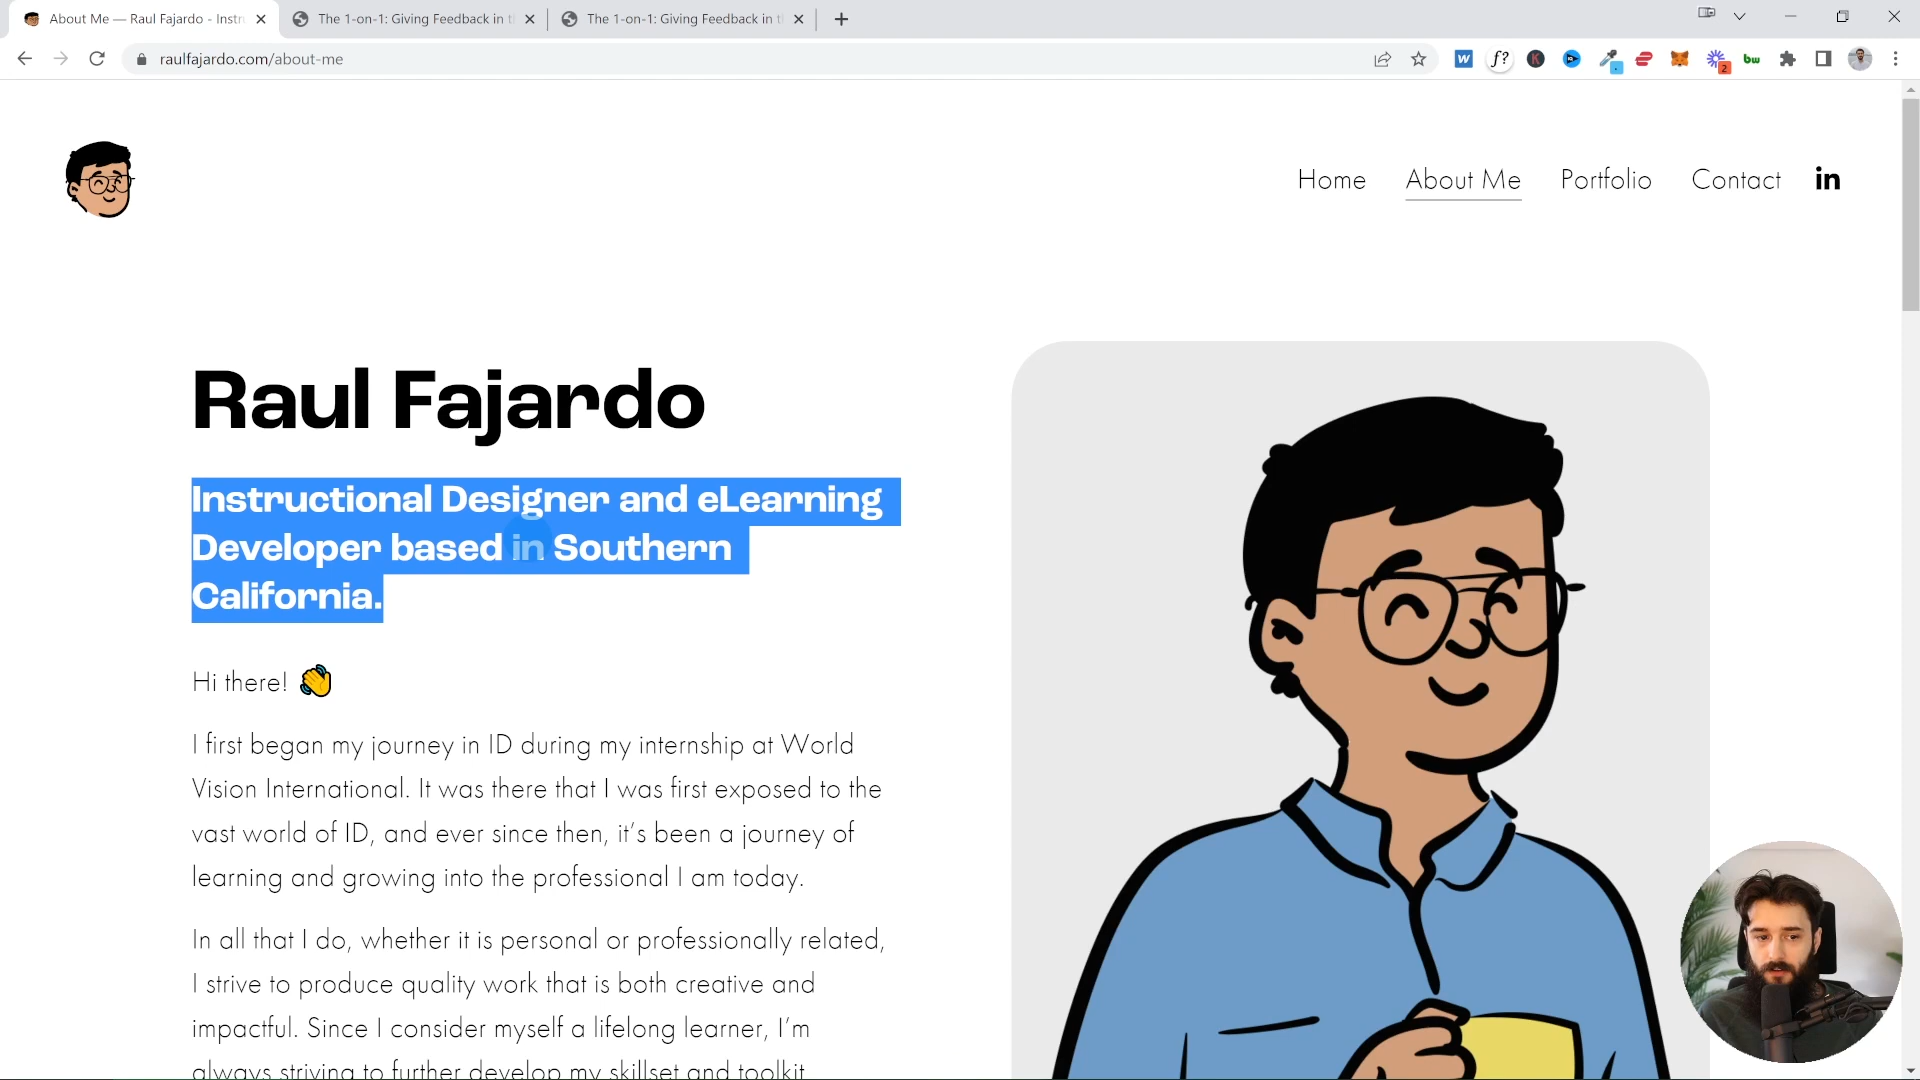 About Me — Raul Fajardo - Instr
The 1-on-1: Giving Feedback in t
The 1-on-1: Giving Feedback in t
raulfajardo.com/about-me
W
f?
K
2
bw
Home
About Me
Portfolio
Contact
in
Raul Fajardo
Instructional Designer and eLearning
Developer based in Southern
California.
Hi there! 👋
I first began my journey in ID during my internship at World
Vision International. It was there that I was first exposed to the
vast world of ID, and ever since then, it’s been a journey of
learning and growing into the professional I am today.
In all that I do, whether it is personal or professionally related,
I strive to produce quality work that is both creative and
impactful. Since I consider myself a lifelong learner, I’m
always striving to further develop my skillset and toolkit